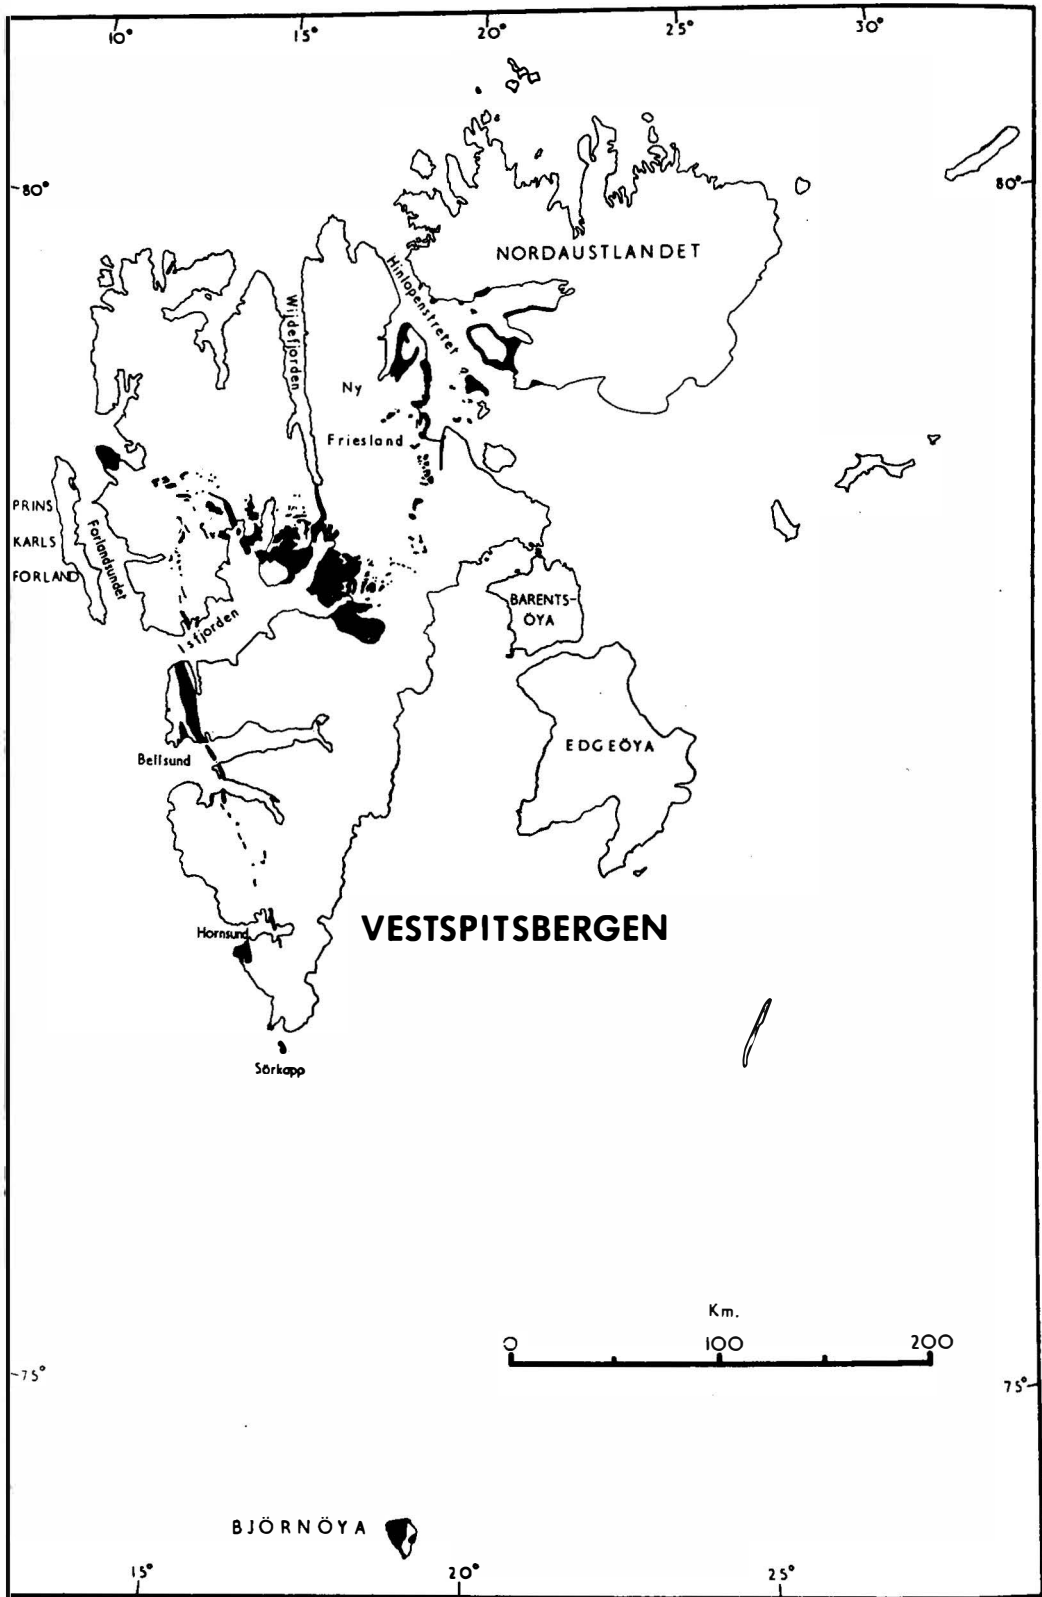 10°
15°
20°
25°
30°
80°
80°
NORDAUSTLANDET
Hinlopenstretet
Wijdefjorden
Ny
Friesland
PRINS
KARLS
FORLAND
Forlandsundet
Isfjorden
BARENTS-
ÖYA
EDGEÖYA
Bellsund
Hornsund
VESTSPITSBERGEN
Sörkapp
Km.
0 100 200
75°
75°
BJÖRNÖYA
15°
20°
25°